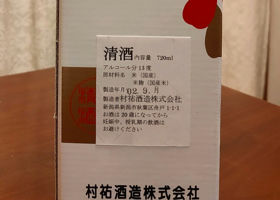 清酒 内容量 720ml
アルコール分 15度
原材料名 米(国産)
米麹(国産米)
製造年月 '02. 9.月
製造者 村祐酒造株式会社
新潟県新潟市秋葉区舟戸1-1-1
お酒は20歳になってから
妊娠中、授乳期の飲酒は
お避けください
村祐酒造株式会社